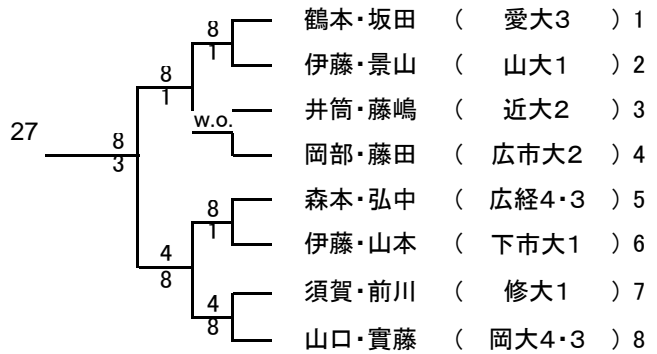 鶴本・坂田 ( 愛大3 ) 1
8
1
伊藤・景山 ( 山大1 ) 2
8
1
井筒・藤嶋 ( 近大2 ) 3
w.o.
27
8
3
岡部・藤田 ( 広市大2 ) 4
森本・弘中 ( 広経4・3 ) 5
8
1
伊藤・山本 ( 下市大1 ) 6
4
8
須賀・前川 ( 修大1 ) 7
4
8
山口・實藤 ( 岡大4・3 ) 8